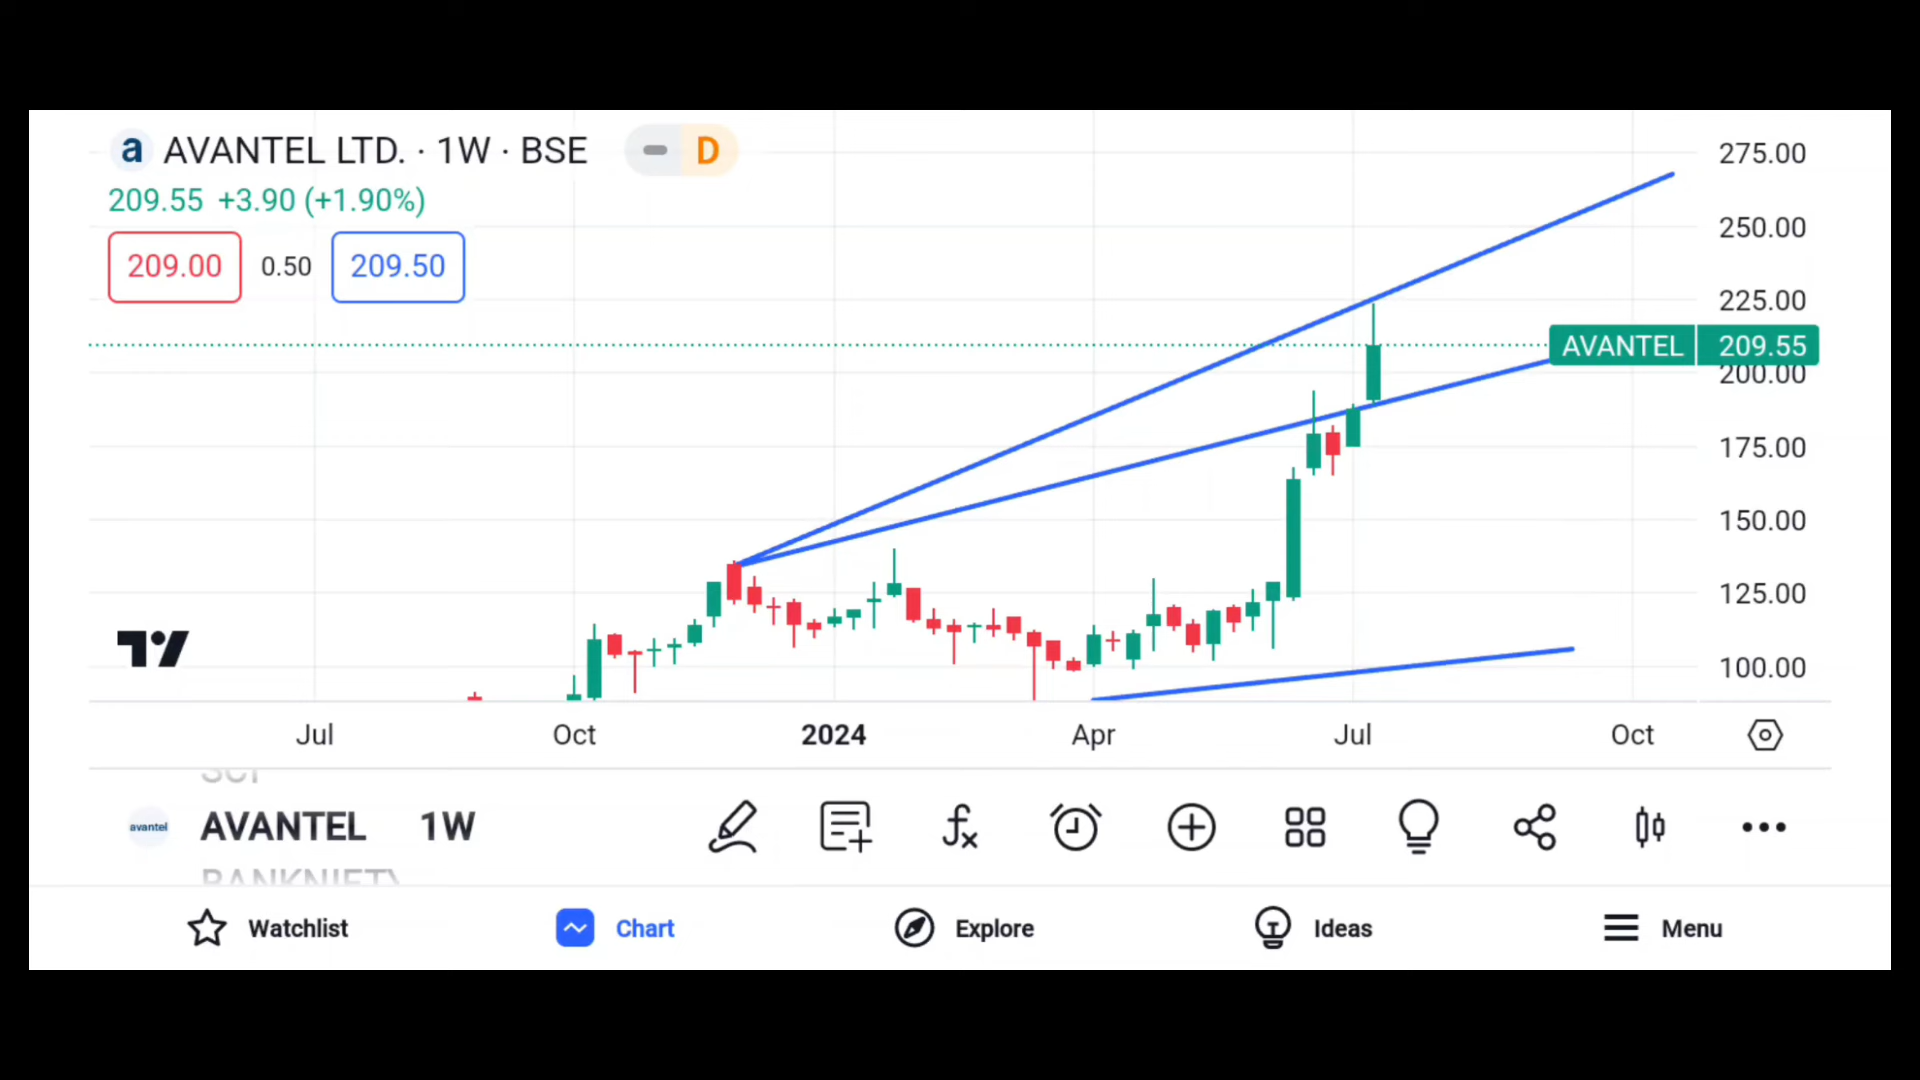 a AVANTEL LTD. · 1W · BSE D
209.55 +3.90 (+1.90%)
209.00 0.50 209.50
275.00
250.00
225.00
AVANTEL 209.55
200.00
175.00
150.00
125.00
100.00
Jul Oct 2024 Apr Jul Oct
SCI
avantel AVANTEL 1W
BANKNIFTY
Watchlist Chart Explore Ideas Menu